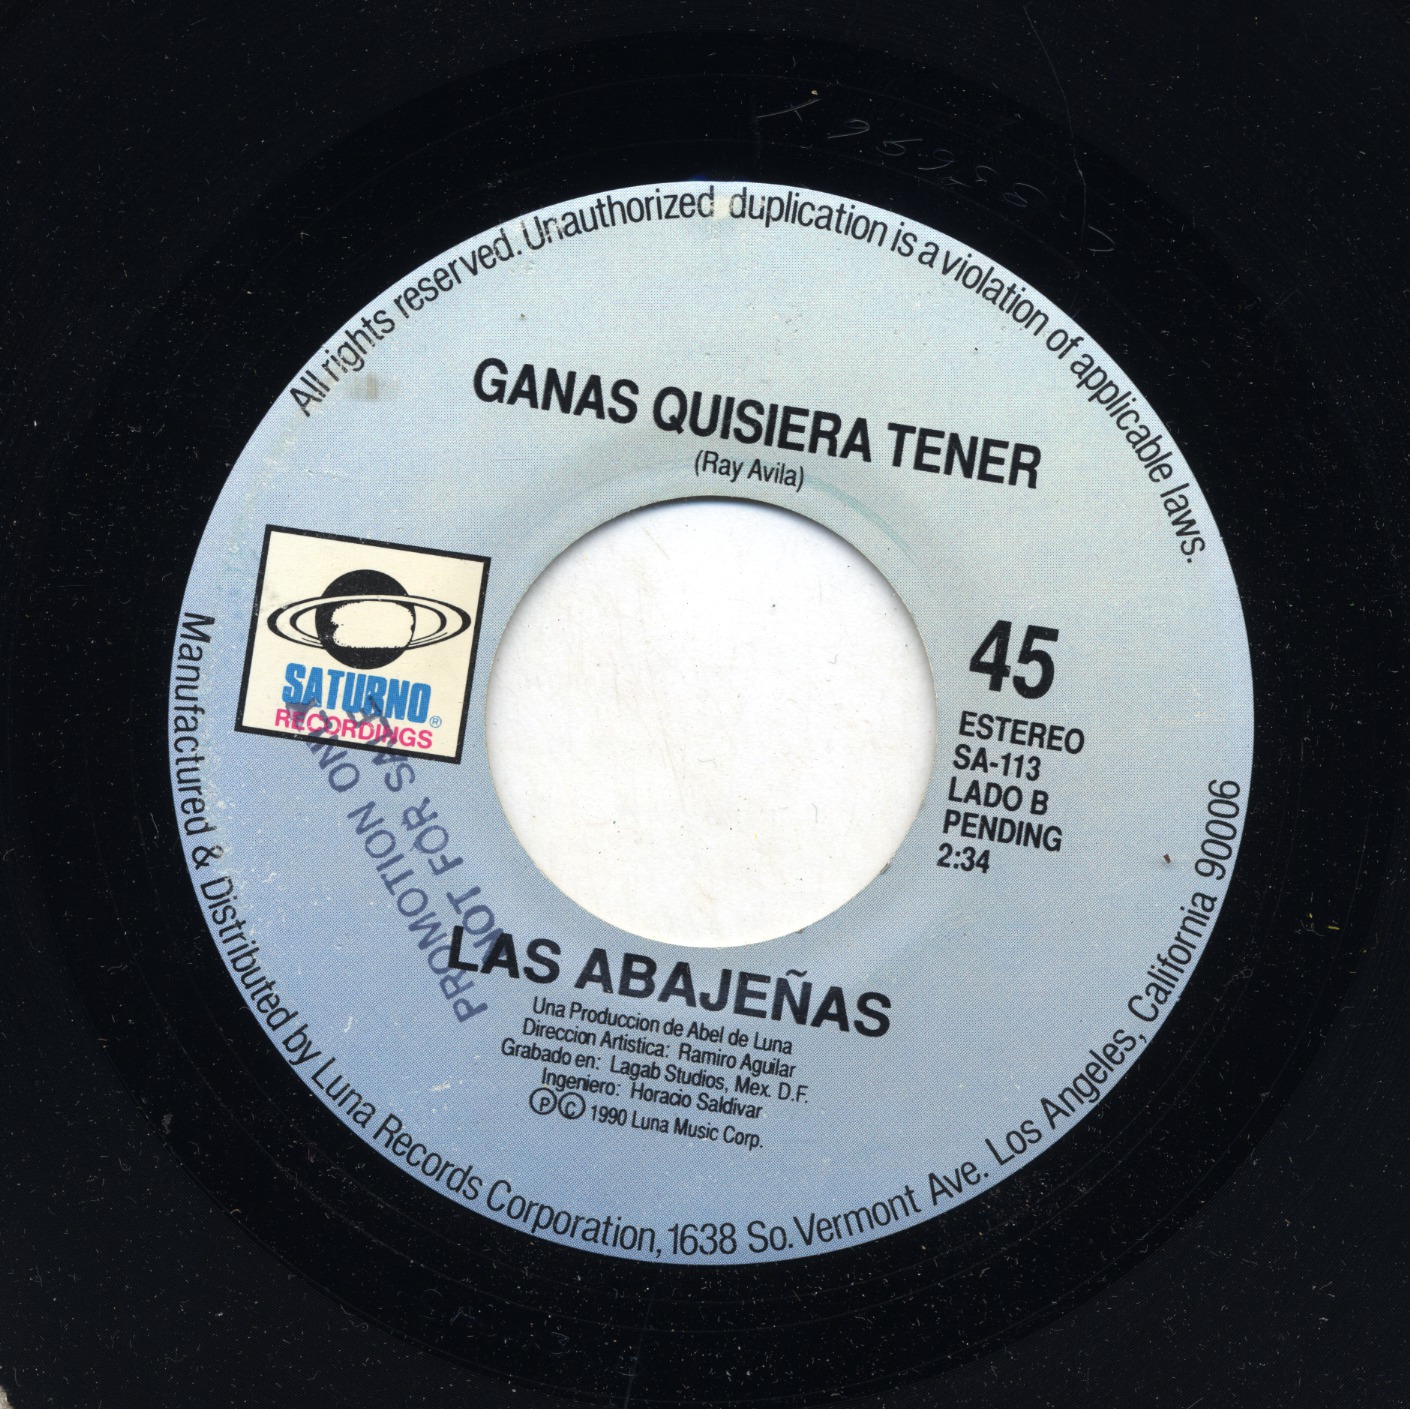 All rights reserved. Unauthorized duplication is a violation of applicable laws.
GANAS QUISIERA TENER
(Ray Avila)
SATURNO®
RECORDINGS
45
ESTEREO
SA-113
LADO B
PENDING
2:34
PROMOTION ONLY
NOT FOR SALE
LAS ABAJEÑAS
Una Produccion de Abel de Luna
Direccion Artistica: Ramiro Aguilar
Grabado en: Lagab Studios, Mex. D.F.
Ingeniero: Horacio Saldivar
Ⓟ© 1990 Luna Music Corp.
Manufactured & Distributed by Luna Records Corporation, 1638 So. Vermont Ave. Los Angeles, California 90006